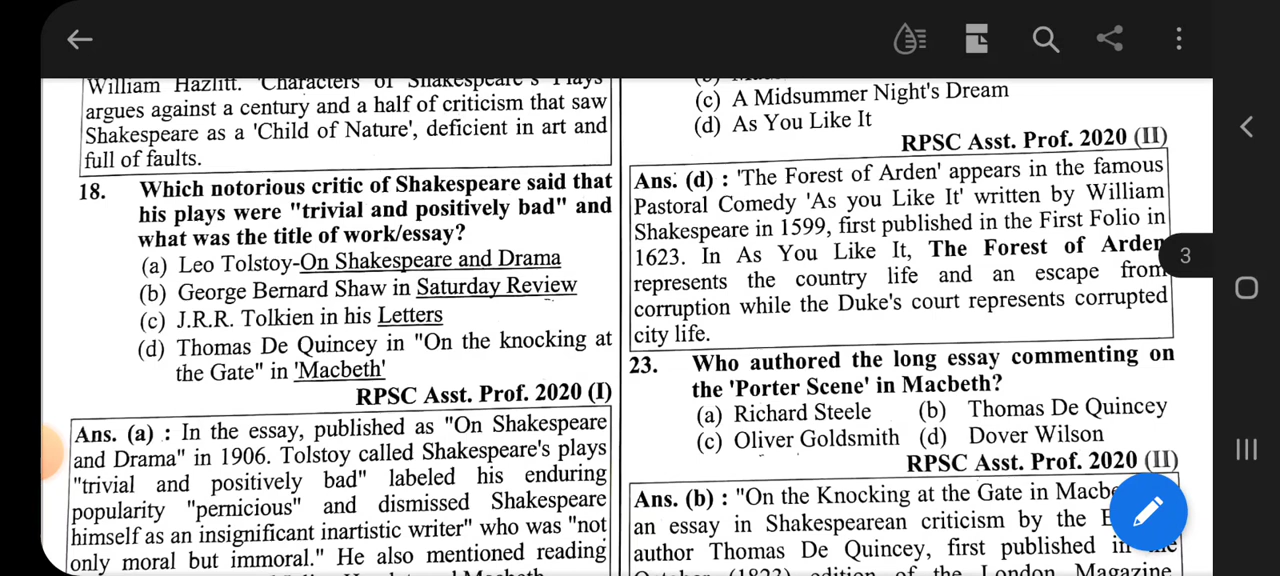 William Hazlitt. 'Characters of Shakespeare's Plays
argues against a century and a half of criticism that saw
Shakespeare as a 'Child of Nature', deficient in art and
full of faults.
18. Which notorious critic of Shakespeare said that
his plays were "trivial and positively bad" and
what was the title of work/essay?
(a) Leo Tolstoy-On Shakespeare and Drama
(b) George Bernard Shaw in Saturday Review
(c) J.R.R. Tolkien in his Letters
(d) Thomas De Quincey in "On the knocking at
the Gate" in 'Macbeth'
RPSC Asst. Prof. 2020 (I)
Ans. (a) : In the essay, published as "On Shakespeare
and Drama" in 1906. Tolstoy called Shakespeare's plays
"trivial and positively bad" labeled his enduring
popularity "pernicious" and dismissed Shakespeare
himself as an insignificant inartistic writer" who was "not
only moral but immoral." He also mentioned reading
(c) A Midsummer Night's Dream
(d) As You Like It
RPSC Asst. Prof. 2020 (II)
Ans. (d) : 'The Forest of Arden' appears in the famous
Pastoral Comedy 'As you Like It' written by William
Shakespeare in 1599, first published in the First Folio in
1623. In As You Like It, The Forest of Arden
represents the country life and an escape from
corruption while the Duke's court represents corrupted
city life.
23. Who authored the long essay commenting on
the 'Porter Scene' in Macbeth?
(a) Richard Steele (b) Thomas De Quincey
(c) Oliver Goldsmith (d) Dover Wilson
RPSC Asst. Prof. 2020 (II)
Ans. (b) : "On the Knocking at the Gate in Macbe
an essay in Shakespearean criticism by the E
author Thomas De Quincey, first published in the
October (1823) edition of the London Magazine
3